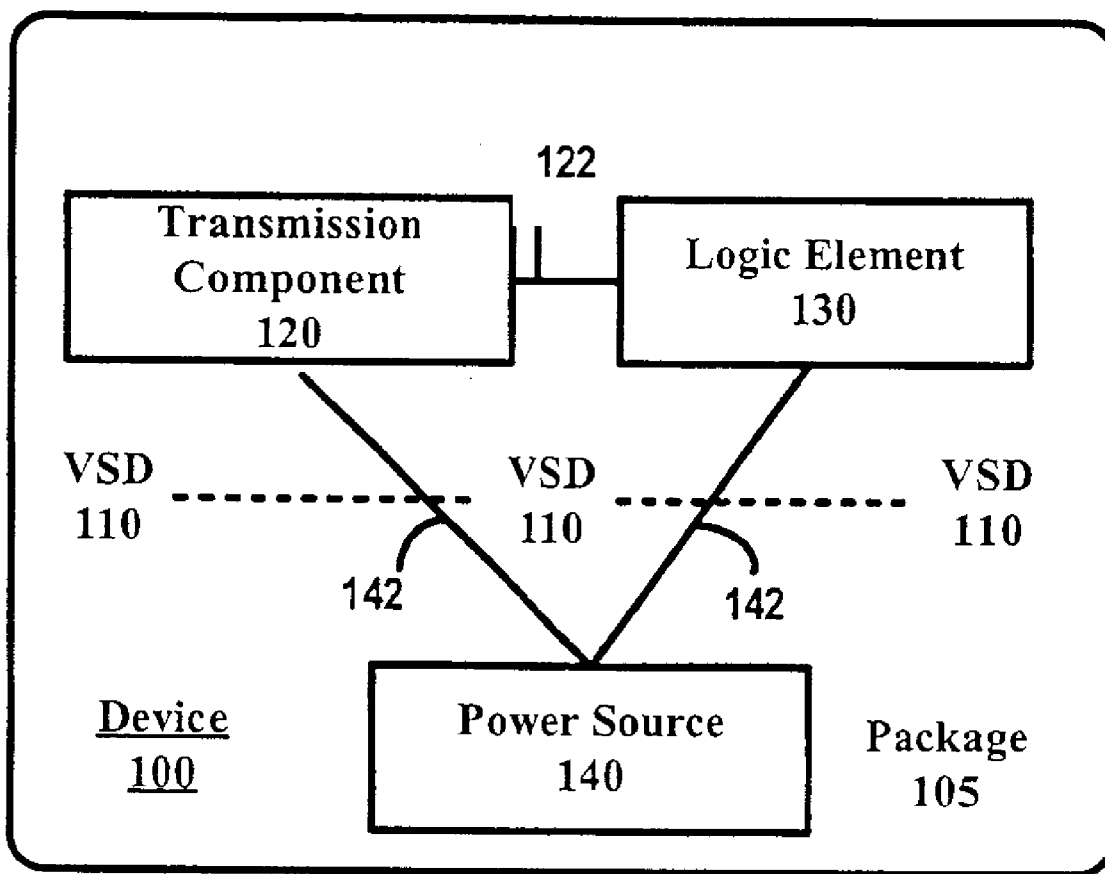 122
Transmission
Component
120
Logic Element
130
VSD
110
VSD
110
VSD
110
142
142
Device
100
Power Source
140
Package
105